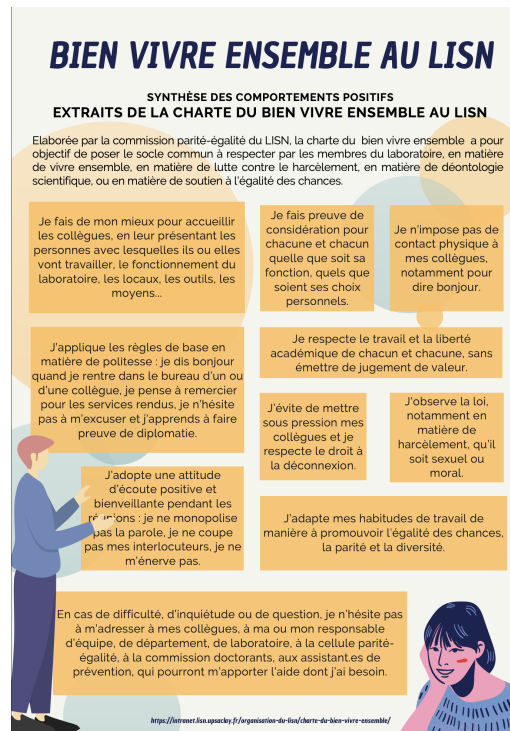 BIEN VIVRE ENSEMBLE AU LISN
SYNTHÈSE DES COMPORTEMENTS POSITIFS
EXTRAITS DE LA CHARTE DU BIEN VIVRE ENSEMBLE AU LISN
Elaborée par la commission parité-égalité du LISN, la charte du bien vivre ensemble a pour
objectif de poser le socle commun à respecter par les membres du laboratoire, en matière
de vivre ensemble, en matière de lutte contre le harcèlement, en matière de déontologie
scientifique, ou en matière de soutien à l'égalité des chances.
Je fais de mon mieux pour accueillir
les collègues, en leur présentant les
personnes avec lesquelles ils ou elles
vont travailler, le fonctionnement du
laboratoire, les locaux, les outils, les
moyens...
Je fais preuve de
considération pour
chacune et chacun
quelle que soit sa
fonction, quels que
soient ses choix
personnels.
Je n'impose pas de
contact physique à
mes collègues,
notamment pour
dire bonjour.
J'applique les règles de base en
matière de politesse : je dis bonjour
quand je rentre dans le bureau d'un ou
d'une collègue, je pense à remercier
pour les services rendus, je n'hésite
pas à m'excuser et j'apprends à faire
preuve de diplomatie.
Je respecte le travail et la liberté
académique de chacun et chacune, sans
émettre de jugement de valeur.
J'évite de mettre
sous pression mes
collègues et je
respecte le droit à
la déconnexion.
J'observe la loi,
notamment en
matière de
harcèlement, qu'il
soit sexuel ou
moral.
J'adopte une attitude
d'écoute positive et
bienveillante pendant les
réunions : je ne monopolise
pas la parole, je ne coupe
pas mes interlocuteurs, je ne
m'énerve pas.
J'adapte mes habitudes de travail de
manière à promouvoir l'égalité des chances,
la parité et la diversité.
En cas de difficulté, d'inquiétude ou de question, je n'hésite pas
à m'adresser à mes collègues, à ma ou mon responsable
d'équipe, de département, de laboratoire, à la cellule parité-
égalité, à la commission doctorants, aux assistant.es de
prévention, qui pourront m'apporter l'aide dont j'ai besoin.
https://intranet.lisn.upsaclay.fr/organisation-du-lisn/charte-du-bien-vivre-ensemble/